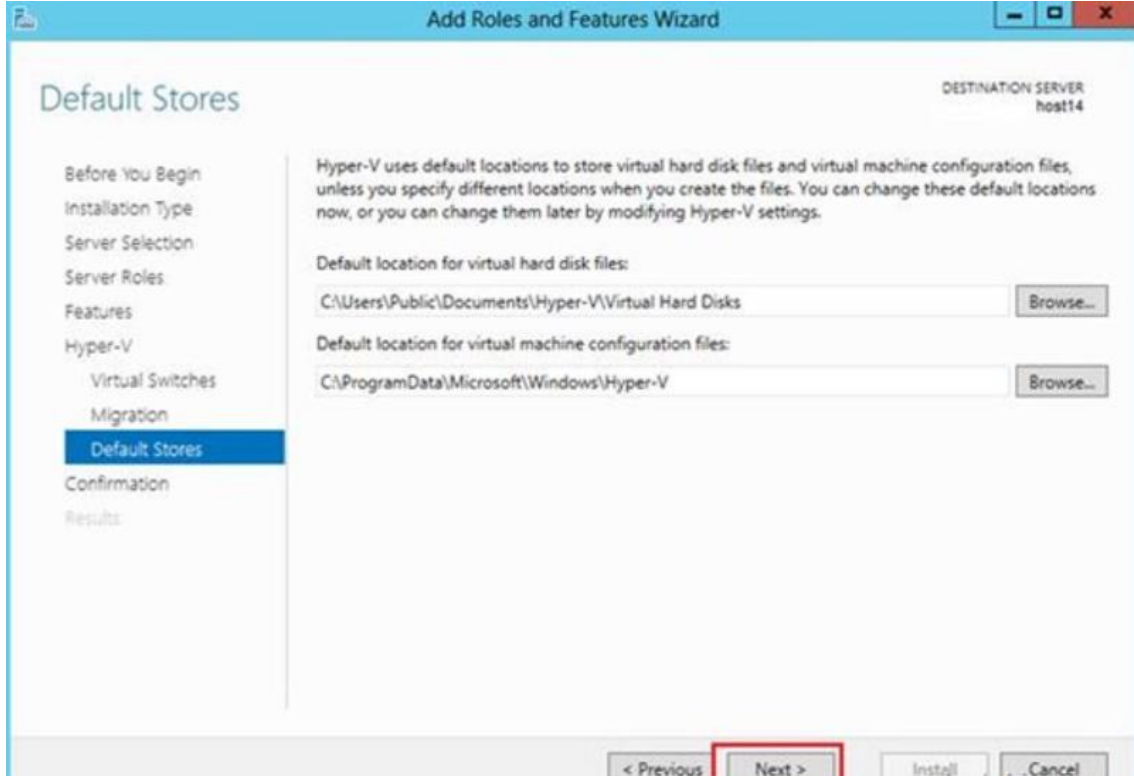 Add Roles and Features Wizard
Default Stores
DESTINATION SERVER
host14
Before You Begin
Installation Type
Server Selection
Server Roles
Features
Hyper-V
Virtual Switches
Migration
Default Stores
Confirmation
Results
Hyper-V uses default locations to store virtual hard disk files and virtual machine configuration files,
unless you specify different locations when you create the files. You can change these default locations
now, or you can change them later by modifying Hyper-V settings.
Default location for virtual hard disk files:
C:\Users\Public\Documents\Hyper-V\Virtual Hard Disks
Browse...
Default location for virtual machine configuration files:
C:\ProgramData\Microsoft\Windows\Hyper-V
Browse...
< Previous
Next >
Install
Cancel